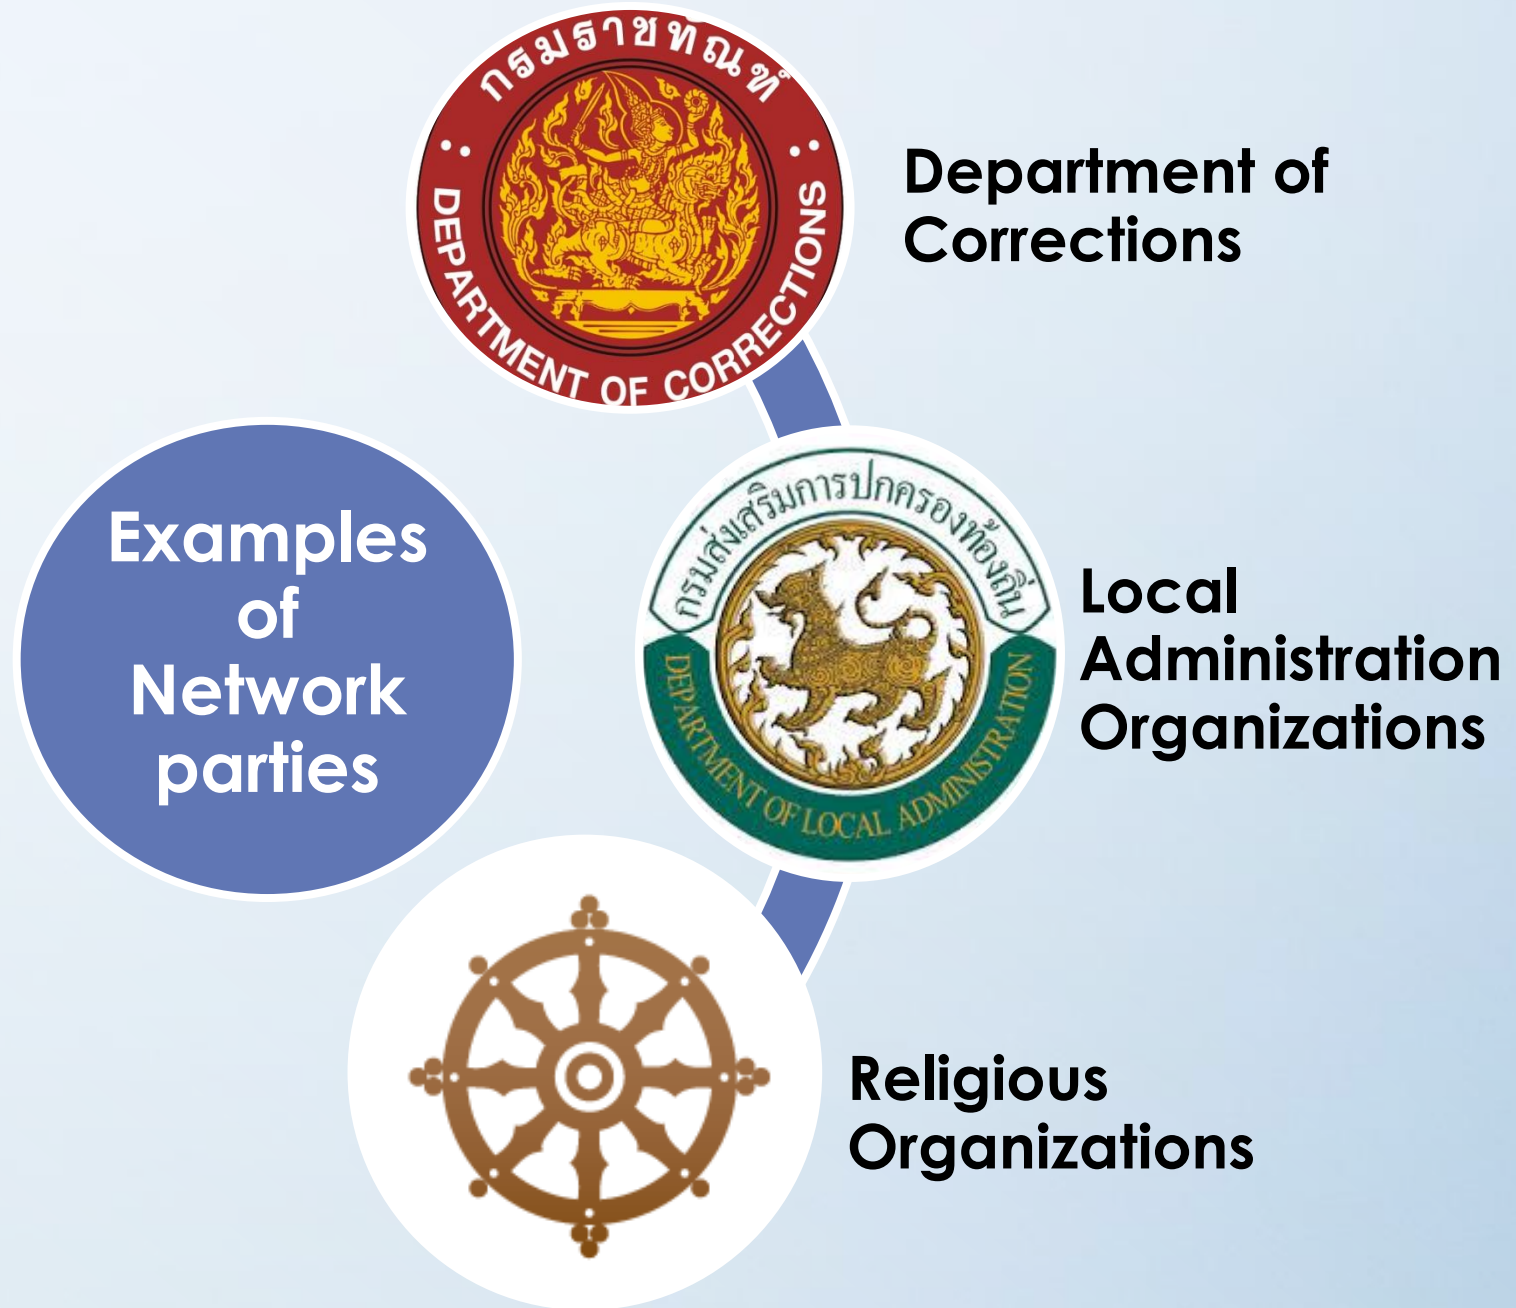 Examples
of
Network
parties
กรมราชทัณฑ์
DEPARTMENT OF CORRECTIONS
Department of
Corrections
กรมส่งเสริมการปกครองท้องถิ่น
DEPARTMENT OF LOCAL ADMINISTRATION
Local
Administration
Organizations
Religious
Organizations